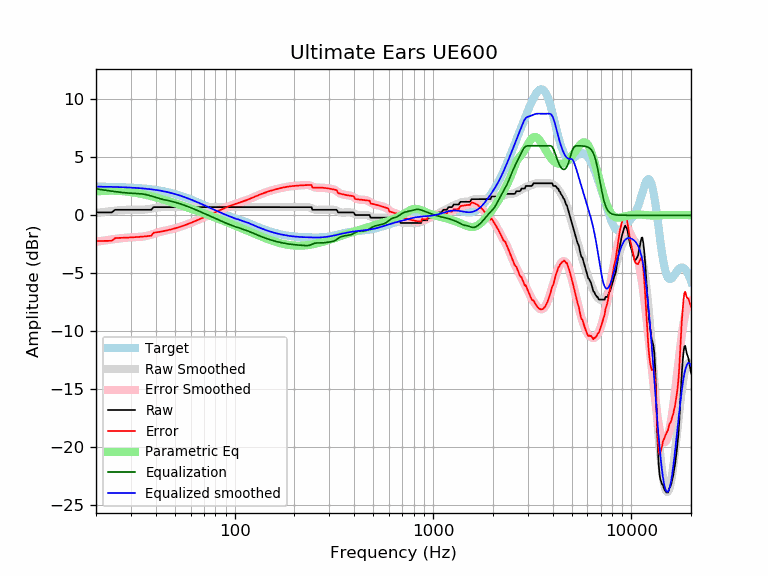 Ultimate Ears UE600
Amplitude (dBr)
10
5
0
−5
−10
−15
−20
−25
Target
Raw Smoothed
Error Smoothed
Raw
Error
Parametric Eq
Equalization
Equalized smoothed
100
1000
10000
Frequency (Hz)